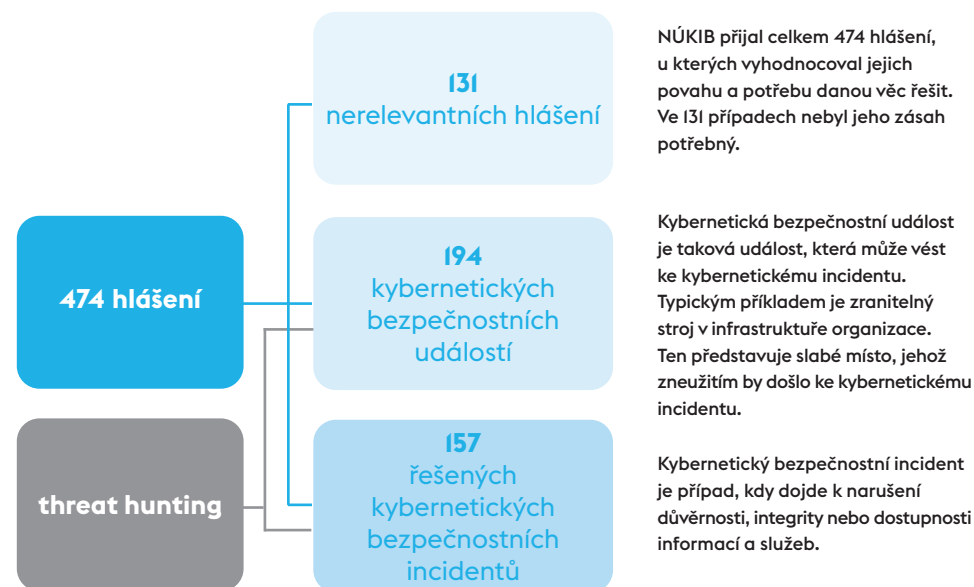 131
nerelevantních hlášení
NÚKIB přijal celkem 474 hlášení,
u kterých vyhodnocoval jejich
povahu a potřebu danou věc řešit.
Ve 131 případech nebyl jeho zásah
potřebný.
474 hlášení
194
kybernetických
bezpečnostních
událostí
Kybernetická bezpečnostní událost
je taková událost, která může vést
ke kybernetickému incidentu.
Typickým příkladem je zranitelný
stroj v infrastruktuře organizace.
Ten představuje slabé místo, jehož
zneužitím by došlo ke kybernetickému
incidentu.
threat hunting
157
řešených
kybernetických
bezpečnostních
incidentů
Kybernetický bezpečnostní incident
je případ, kdy dojde k narušení
důvěrnosti, integrity nebo dostupnosti
informací a služeb.